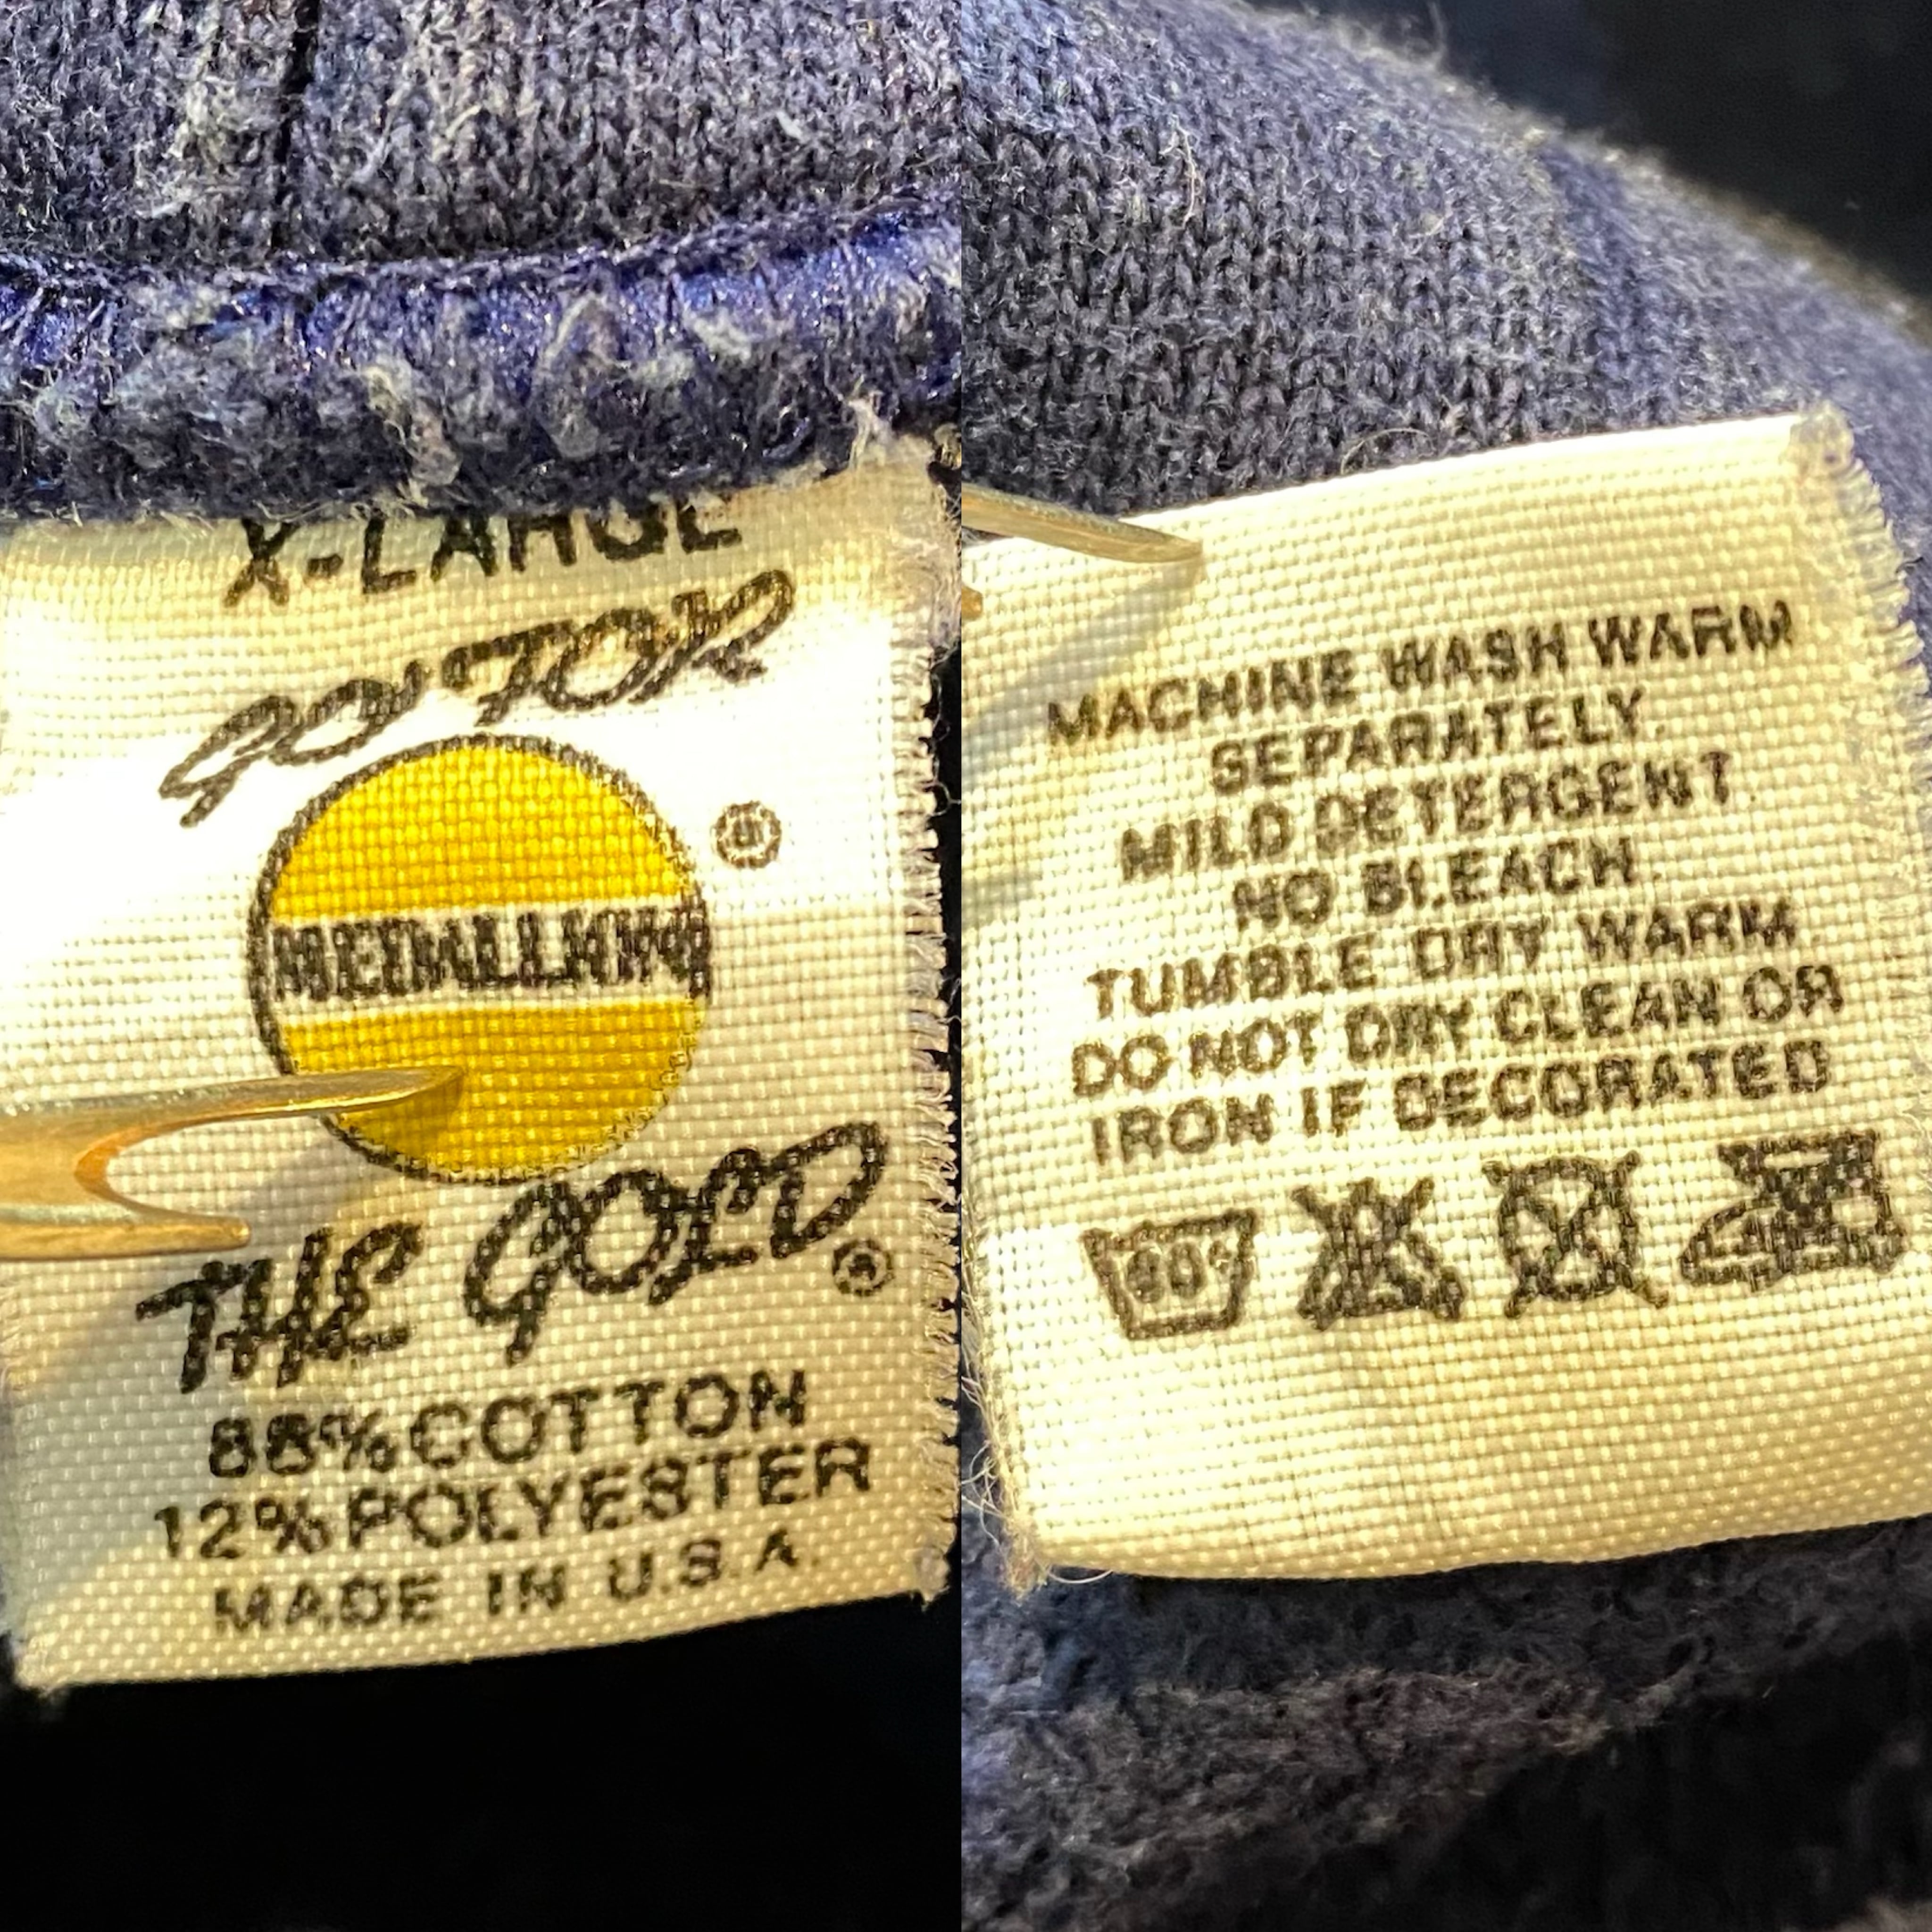 X-LARGE
GO FOR
MEDALLION
®
THE GOLD
®
88% COTTON
12% POLYESTER
MADE IN U.S.A.
MACHINE WASH WARM
SEPARATELY.
MILD DETERGENT.
NO BLEACH.
TUMBLE DRY WARM.
DO NOT DRY CLEAN OR
IRON IF DECORATED
40°